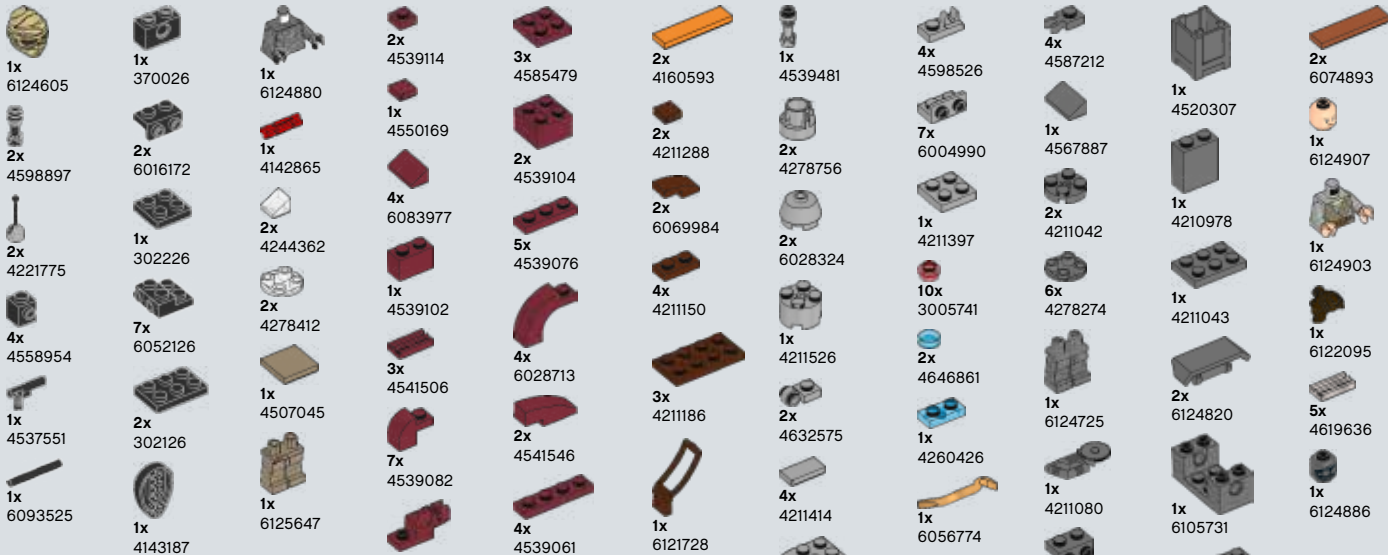 1x
6124605
2x
4598897
2x
4221775
4x
4558954
1x
4537551
1x
6093525
1x
370026
2x
6016172
1x
302226
7x
6052126
2x
302126
1x
4143187
1x
6124880
1x
4142865
2x
4244362
2x
4278412
1x
4507045
1x
6125647
2x
4539114
1x
4550169
4x
6083977
1x
4539102
3x
4541506
7x
4539082
3x
4585479
2x
4539104
5x
4539076
4x
6028713
2x
4541546
4x
4539061
2x
4160593
2x
4211288
2x
6069984
4x
4211150
3x
4211186
1x
6121728
1x
4539481
2x
4278756
2x
6028324
1x
4211526
2x
4632575
4x
4211414
4x
4598526
7x
6004990
1x
4211397
10x
3005741
2x
4646861
1x
4260426
1x
6056774
4x
4587212
1x
4567887
2x
4211042
6x
4278274
1x
6124725
1x
4211080
1x
4520307
1x
4210978
1x
4211043
2x
6124820
1x
6105731
2x
6074893
1x
6124907
1x
6124903
1x
6122095
5x
4619636
1x
6124886